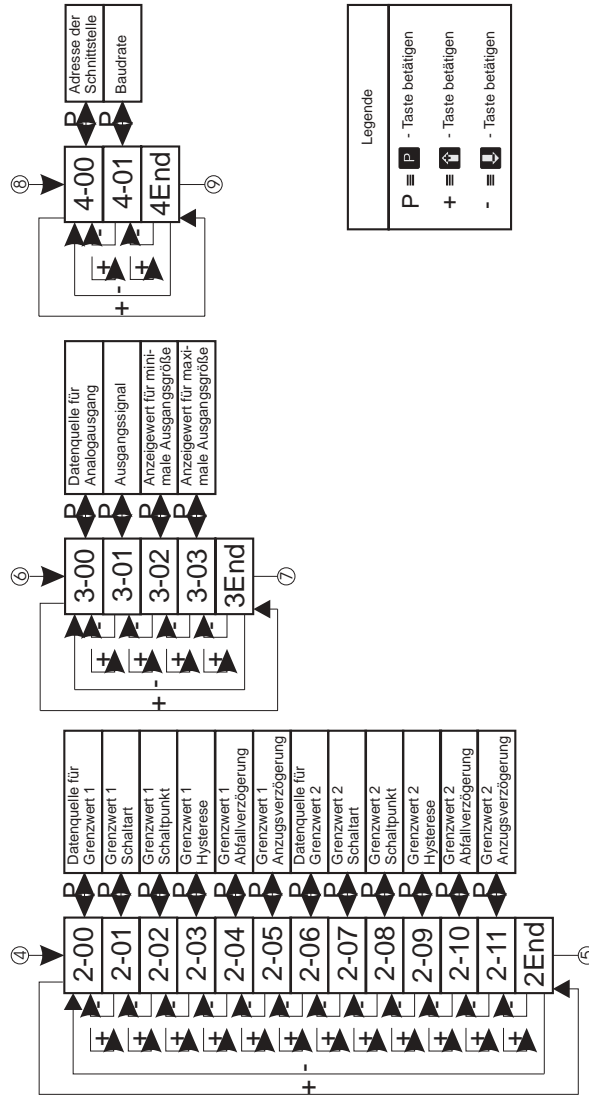 ④
2-00
P
Datenquelle für
Grenzwert 1
2-01
P
Grenzwert 1
Schaltart
2-02
P
Grenzwert 1
Schaltpunkt
2-03
P
Grenzwert 1
Hysterese
2-04
P
Grenzwert 1
Abfallverzögerung
2-05
P
Grenzwert 1
Anzugsverzögerung
2-06
P
Datenquelle für
Grenzwert 2
2-07
P
Grenzwert 2
Schaltart
2-08
P
Grenzwert 2
Schaltpunkt
2-09
P
Grenzwert 2
Hysterese
2-10
P
Grenzwert 2
Abfallverzögerung
2-11
P
Grenzwert 2
Anzugsverzögerung
2End
⑤
+ -
+ -
+ -
+ -
+ -
+ -
+ -
+ -
+ -
+ -
+ -
+ -
+ -
⑥
3-00
P
Datenquelle für
Analogausgang
3-01
P
Ausgangssignal
3-02
P
Anzeigewert für mini-
male Ausgangsgröße
3-03
P
Anzeigewert für maxi-
male Ausgangsgröße
3End
⑦
+ -
+ -
+ -
+ -
+ -
⑧
4-00
P
Adresse der
Schnittstelle
4-01
P
Baudrate
4End
⑨
+ -
+ -
+ -
Legende
P ≡ P - Taste betätigen
+ ≡ - Taste betätigen
- ≡ - Taste betätigen